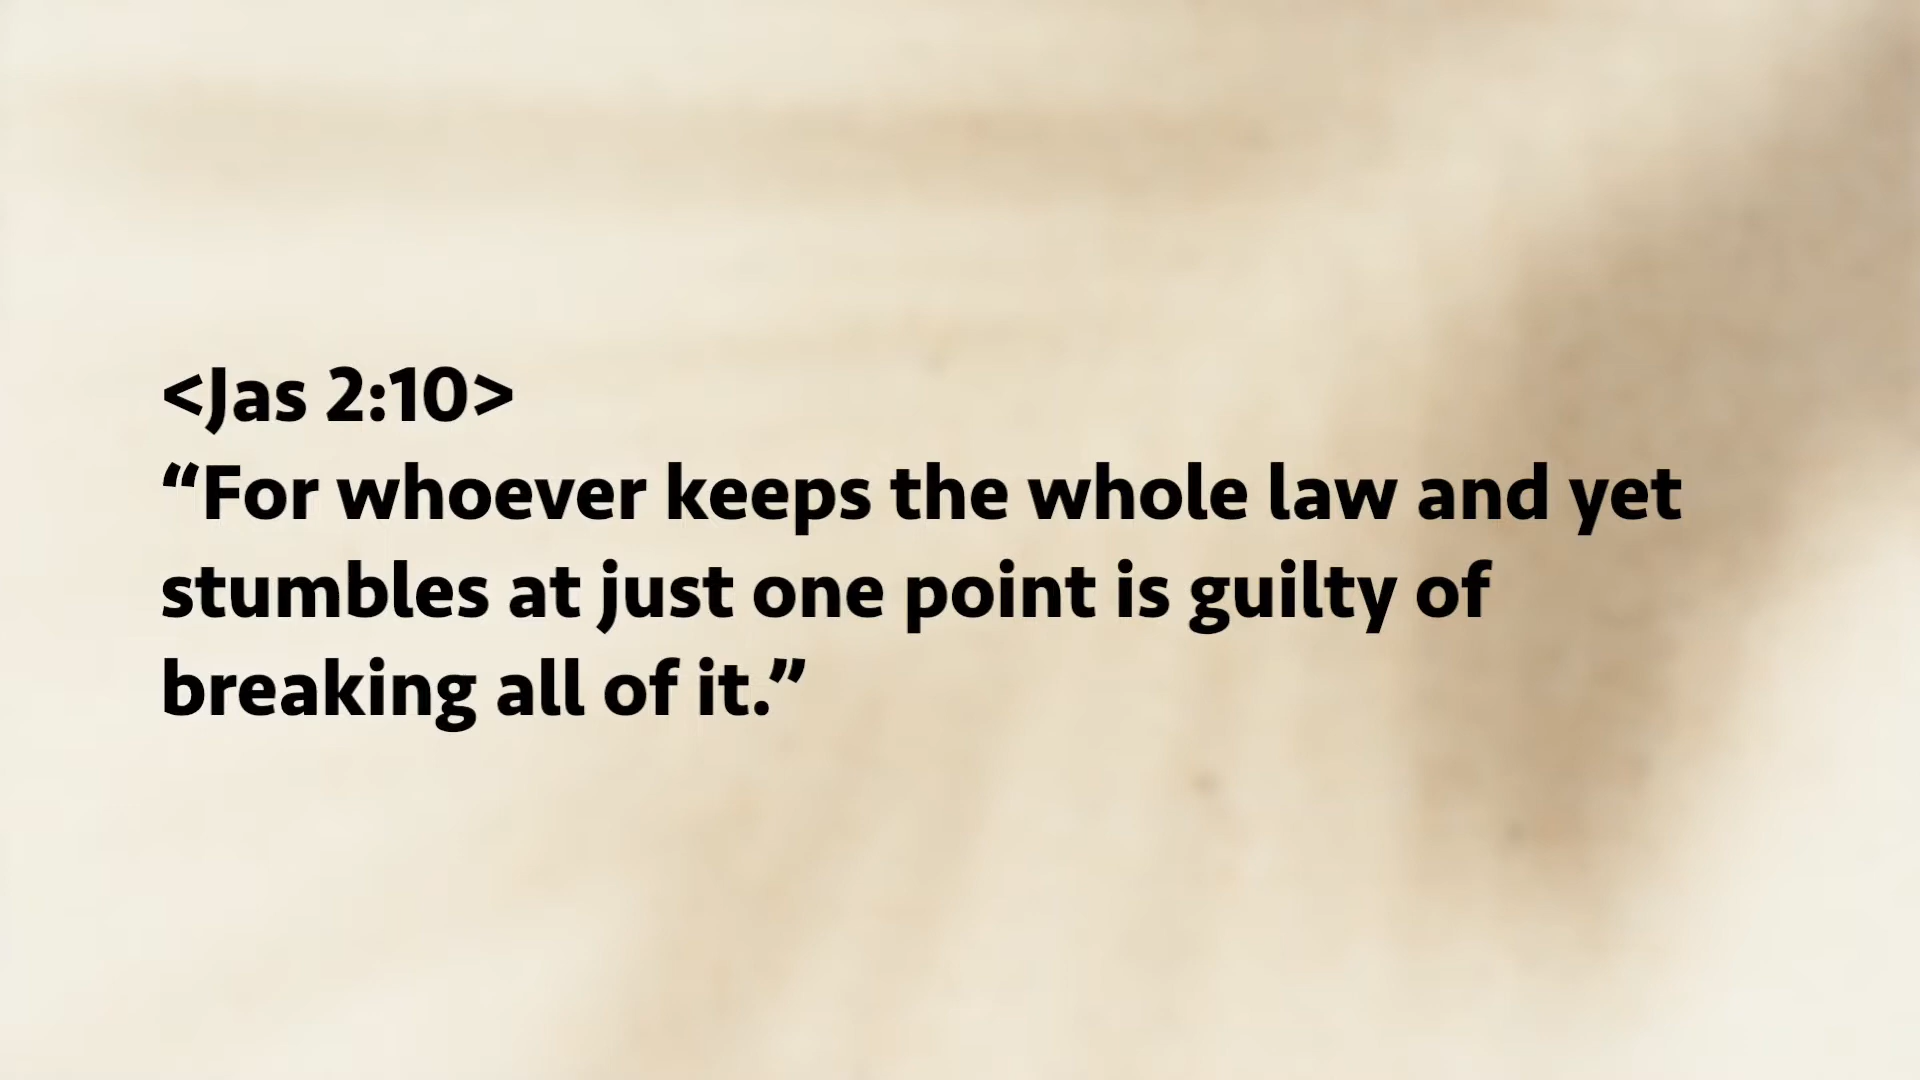 <Jas 2:10>
“For whoever keeps the whole law and yet
stumbles at just one point is guilty of
breaking all of it.”